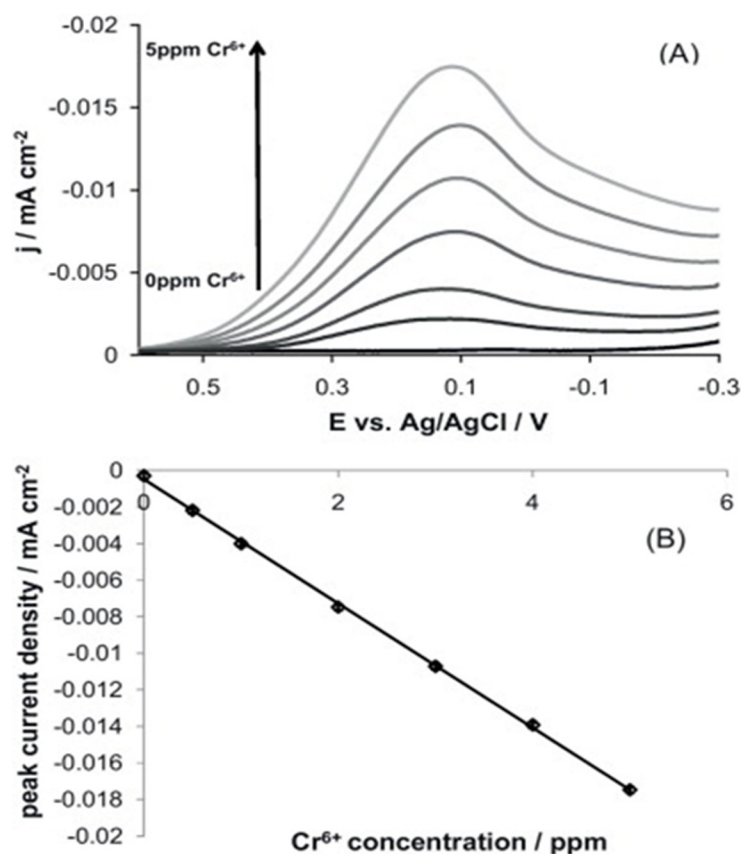 -0.02
5ppm Cr⁶⁺
(A)
-0.015
-0.01
-0.005
0ppm Cr⁶⁺
0
j / mA cm⁻²
0.5 0.3 0.1 -0.1 -0.3
E vs. Ag/AgCl / V
0
0 2 4 6
-0.002
-0.004
(B)
-0.006
-0.008
-0.01
-0.012
-0.014
-0.016
-0.018
-0.02
peak current density / mA cm⁻²
Cr⁶⁺ concentration / ppm